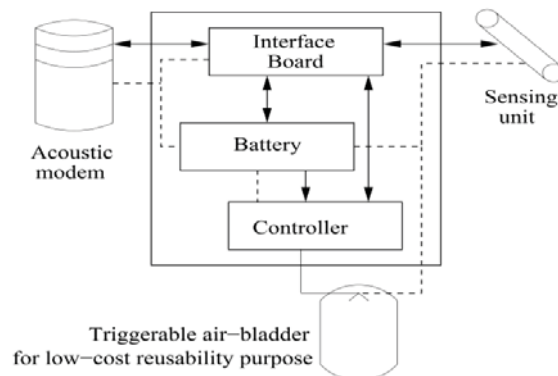 Interface
Board
Acoustic
modem
Sensing
unit
Battery
Controller
Triggerable air-bladder
for low-cost reusability purpose